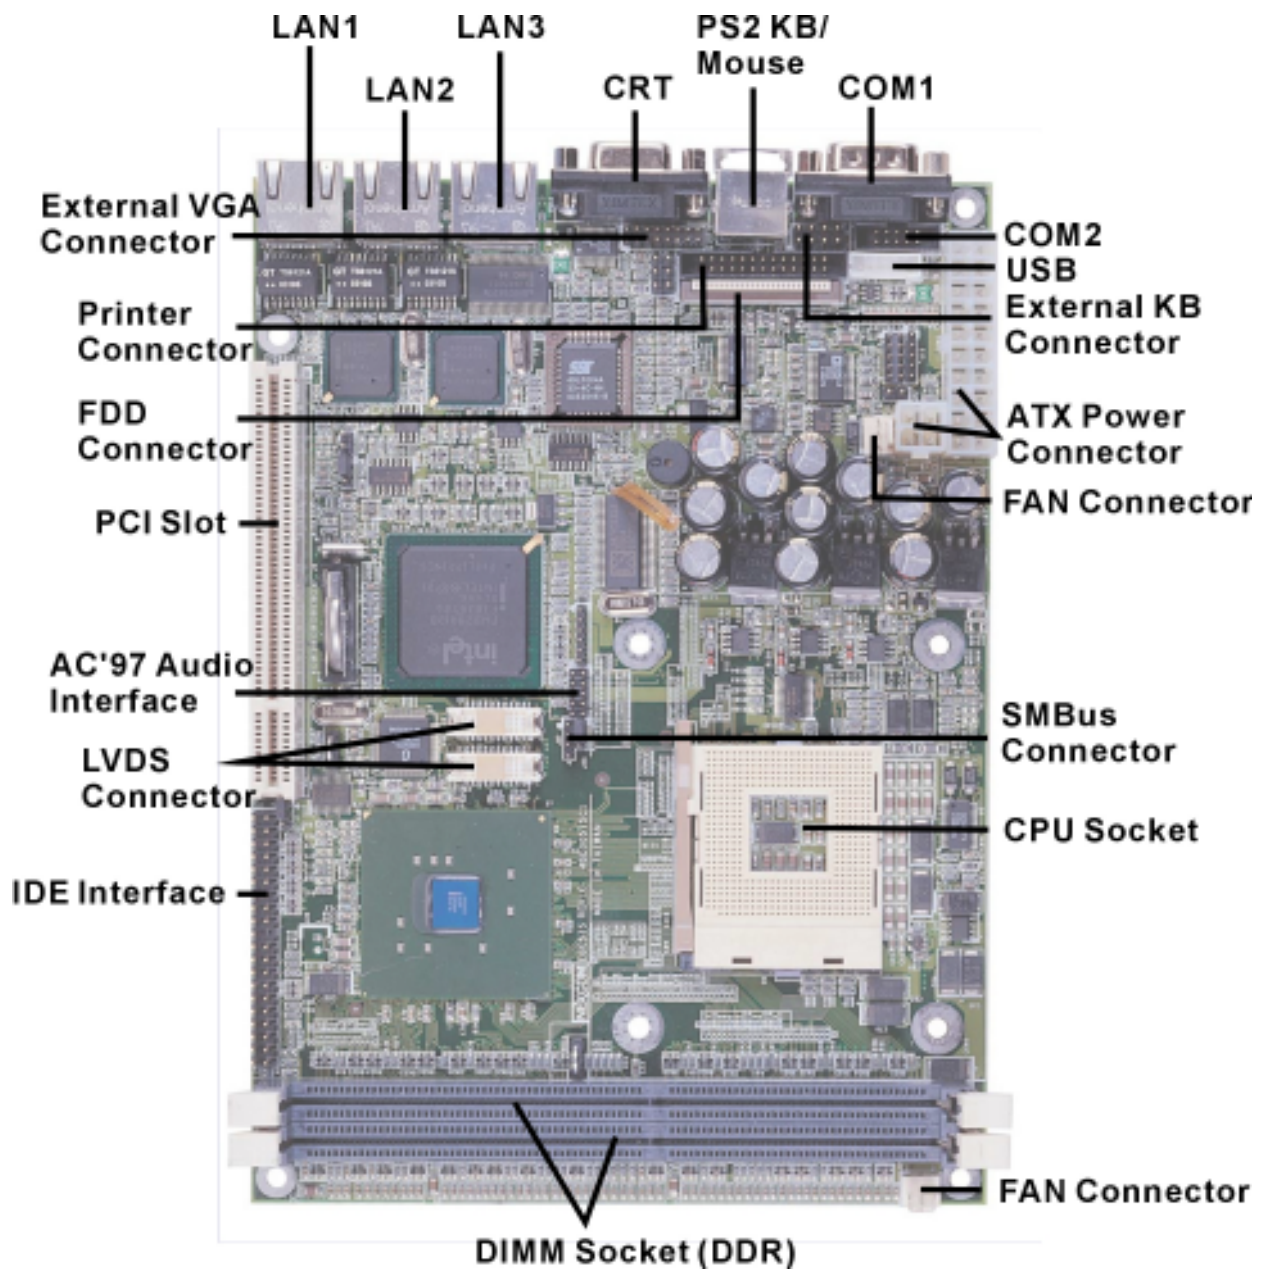 LAN1
LAN3
PS2 KB/
Mouse
LAN2
CRT
COM1
External VGA
Connector
COM2
USB
External KB
Connector
Printer
Connector
FDD
Connector
ATX Power
Connector
FAN Connector
PCI Slot
intel
AC'97 Audio
Interface
SMBus
Connector
LVDS
Connector
CPU Socket
IDE Interface
FAN Connector
DIMM Socket (DDR)